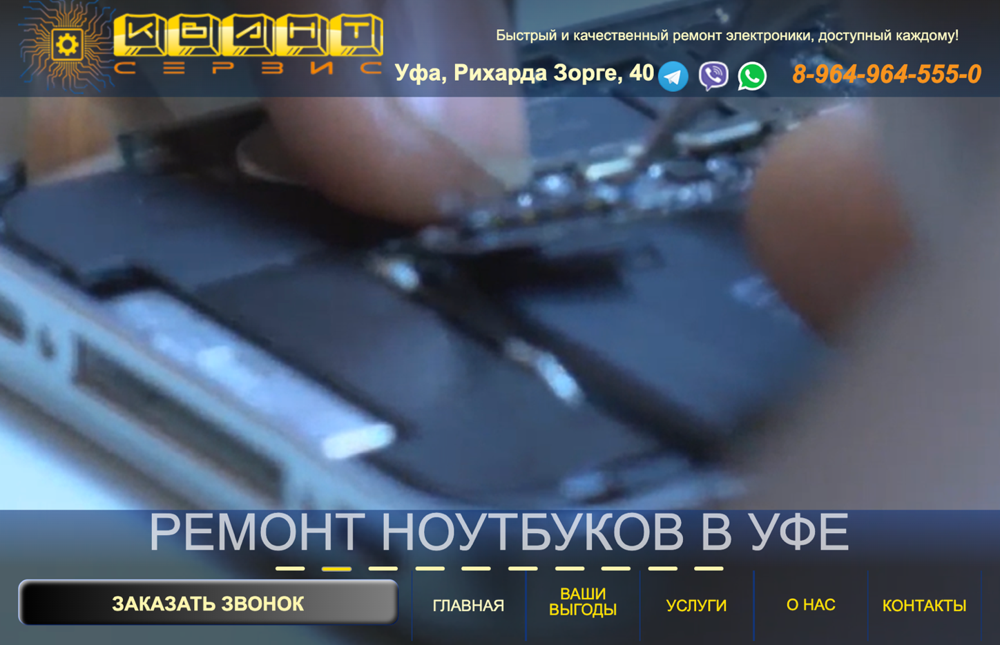 КВАНТ
СЕРВИС
Быстрый и качественный ремонт электроники, доступный каждому!
Уфа, Рихарда Зорге, 40
8-964-964-555-0
РЕМОНТ НОУТБУКОВ В УФЕ
ЗАКАЗАТЬ ЗВОНОК
ГЛАВНАЯ
ВАШИ
ВЫГОДЫ
УСЛУГИ
О НАС
КОНТАКТЫ